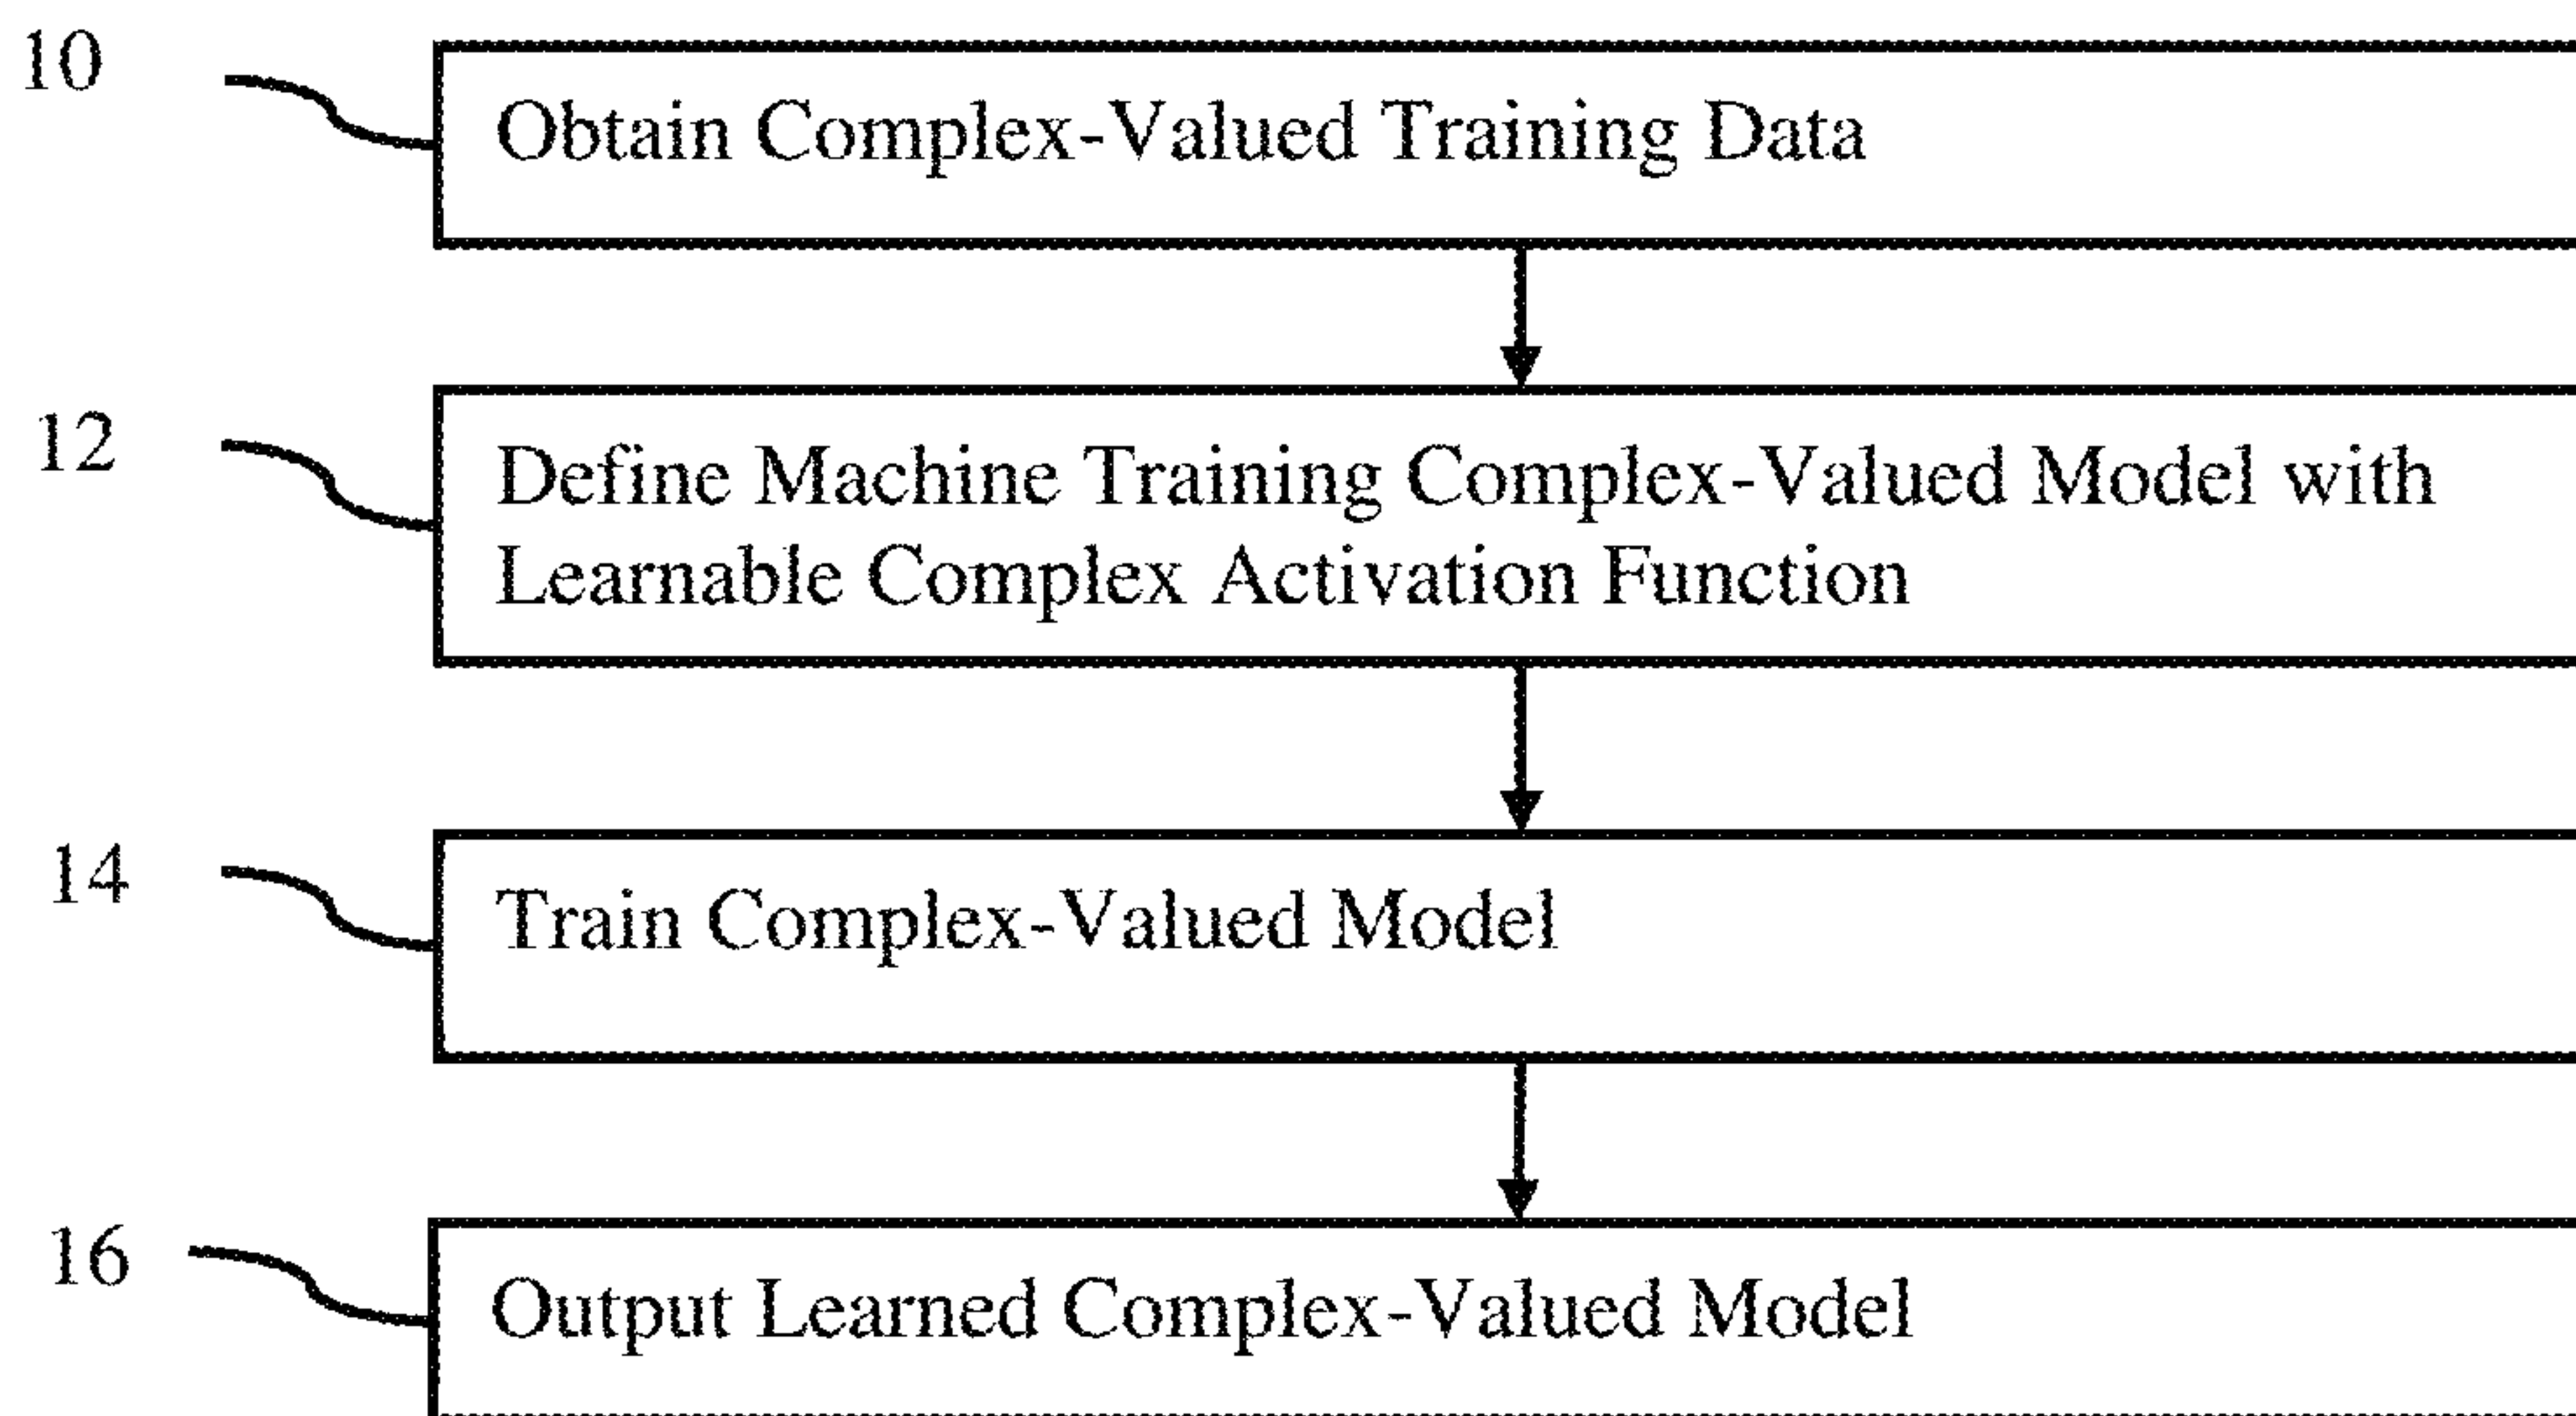 10
Obtain Complex-Valued Training Data
12
Define Machine Training Complex-Valued Model with
Learnable Complex Activation Function
14
Train Complex-Valued Model
16
Output Learned Complex-Valued Model